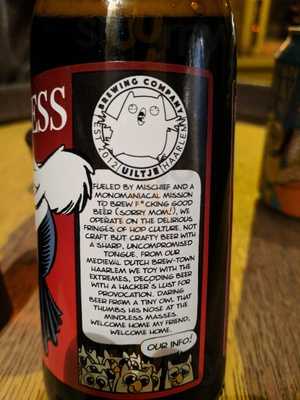 ESS
BREWING COMPANY
EST 2012 UILTJE HAARLEM
FUELED BY MISCHIEF AND A
MONOMANIACAL MISSION
TO BREW F*CKING GOOD
BEER (SORRY MOM!), WE
OPERATE ON THE DELIRIOUS
FRINGES OF HOP CULTURE. NOT
CRAFT BUT CRAFTY BEER WITH
A SHARP, UNCOMPROMISED
TONGUE. FROM OUR
MEDIEVAL DUTCH BREW-TOWN
HAARLEM WE TOY WITH THE
EXTREMES, DECODING BEER
WITH A HACKER'S LUST FOR
PROVOCATION. DARING
BEER FROM A TINY OWL THAT
THUMBS HIS NOSE AT THE
MINDLESS MASSES.
WELCOME HOME MY FRIEND,
WELCOME HOME.
OUR INFO!